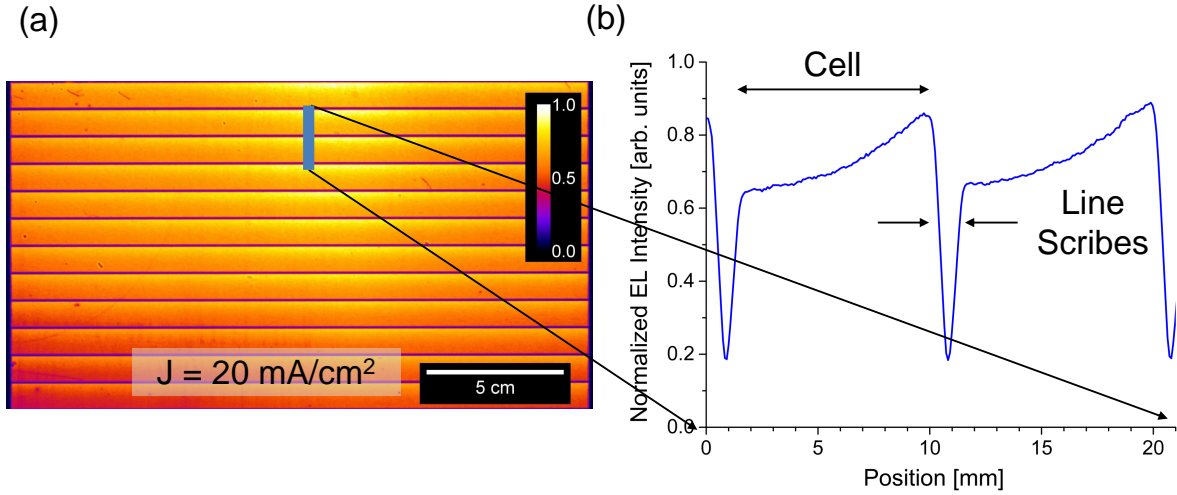 (a)
1.0
0.5
0.0
J = 20 mA/cm²
5 cm
(b)
Normalized EL Intensity [arb. units]
1.0
0.8
0.6
0.4
0.2
0.0
Cell
Line
Scribes
0
5
10
15
20
Position [mm]